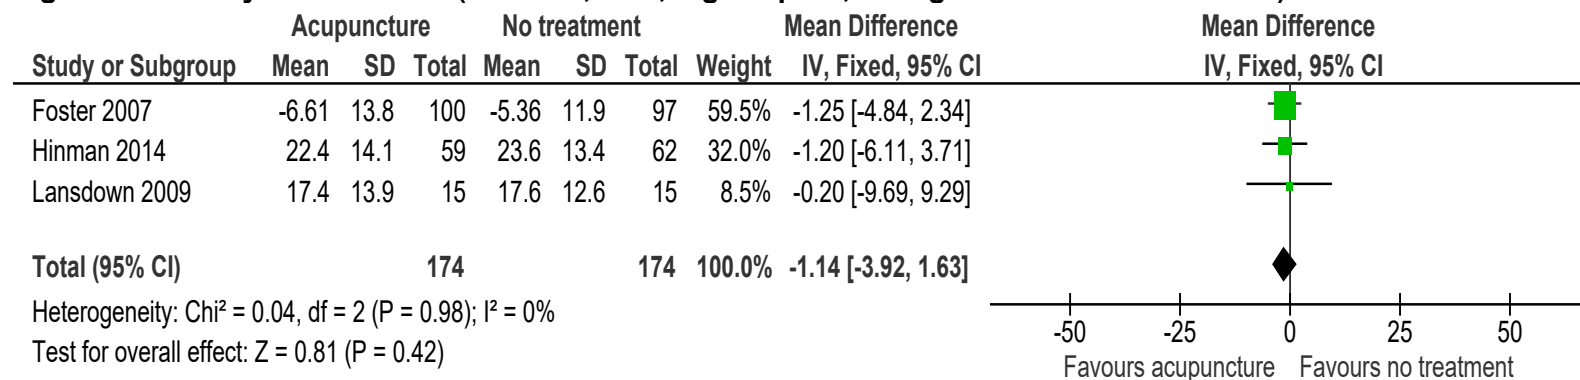 Acupuncture No treatment Mean Difference Mean Difference
Study or Subgroup Mean SD Total Mean SD Total Weight IV, Fixed, 95% CI IV, Fixed, 95% CI
Foster 2007 -6.61 13.8 100 -5.36 11.9 97 59.5% -1.25 [-4.84, 2.34]
Hinman 2014 22.4 14.1 59 23.6 13.4 62 32.0% -1.20 [-6.11, 3.71]
Lansdown 2009 17.4 13.9 15 17.6 12.6 15 8.5% -0.20 [-9.69, 9.29]
Total (95% CI) 174 174 100.0% -1.14 [-3.92, 1.63]
Heterogeneity: Chi² = 0.04, df = 2 (P = 0.98); I² = 0%
Test for overall effect: Z = 0.81 (P = 0.42)
-50 -25 0 25 50
Favours acupuncture Favours no treatment